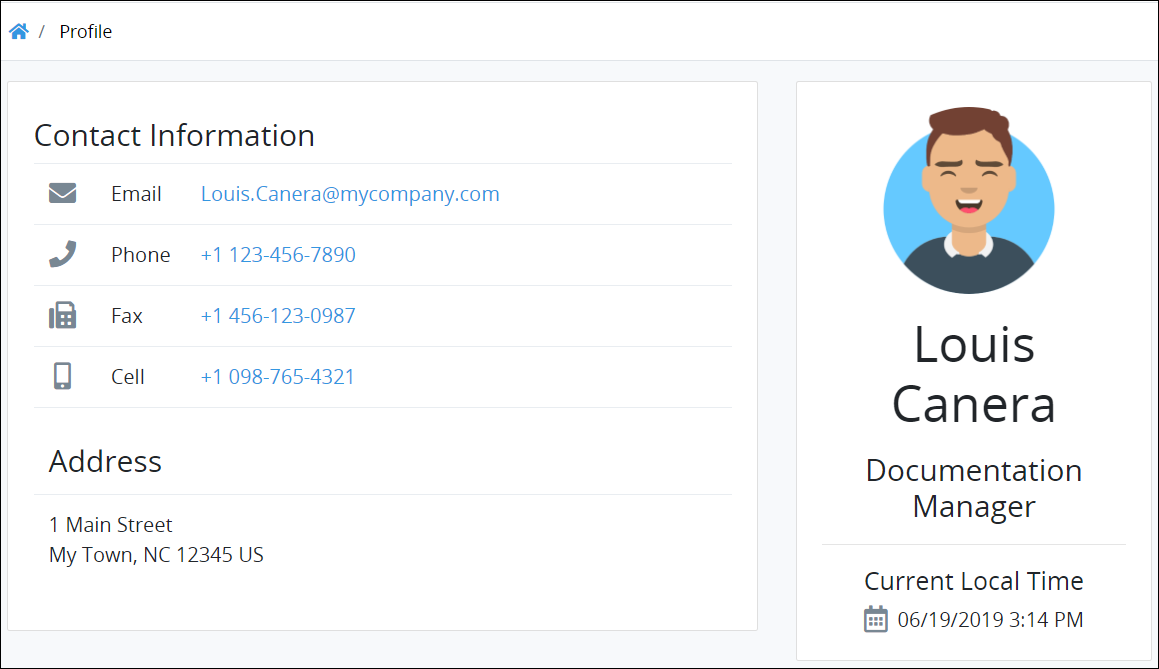 / Profile
Contact Information
Email Louis.Canera@mycompany.com
Phone +1 123-456-7890
Fax +1 456-123-0987
Cell +1 098-765-4321
Address
1 Main Street
My Town, NC 12345 US
Louis
Canera
Documentation
Manager
Current Local Time
06/19/2019 3:14 PM